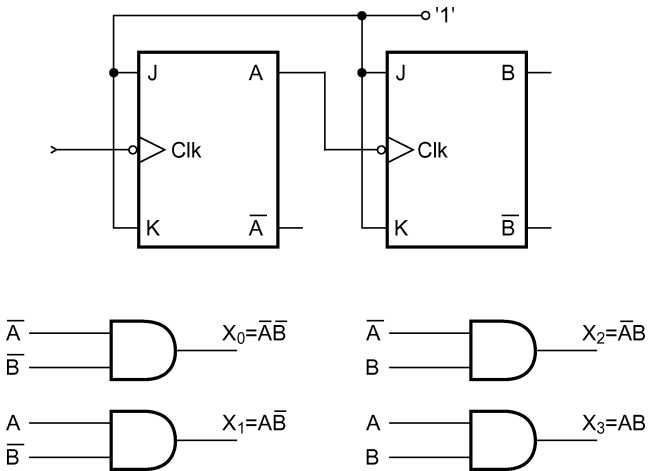 '1'
J A J B
Clk Clk
K A̅ K B̅
A̅ X₀=A̅B̅ A̅ X₂=A̅B
B̅ B
A X₁=AB̅ A X₃=AB
B̅ B